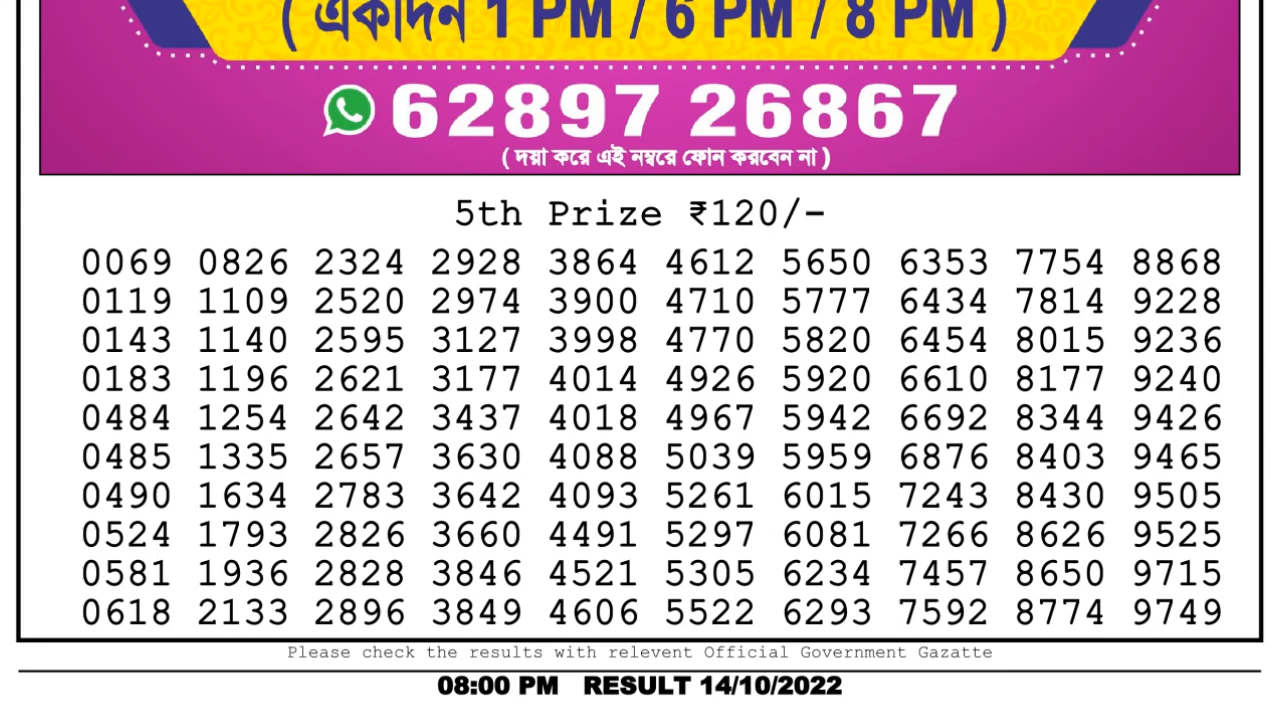 ( একদিন 1 PM / 6 PM / 8 PM )
62897 26867
( দয়া করে এই নম্বরে ফোন করবেন না )
5th Prize ₹120/-
0069 0826 2324 2928 3864 4612 5650 6353 7754 8868
0119 1109 2520 2974 3900 4710 5777 6434 7814 9228
0143 1140 2595 3127 3998 4770 5820 6454 8015 9236
0183 1196 2621 3177 4014 4926 5920 6610 8177 9240
0484 1254 2642 3437 4018 4967 5942 6692 8344 9426
0485 1335 2657 3630 4088 5039 5959 6876 8403 9465
0490 1634 2783 3642 4093 5261 6015 7243 8430 9505
0524 1793 2826 3660 4491 5297 6081 7266 8626 9525
0581 1936 2828 3846 4521 5305 6234 7457 8650 9715
0618 2133 2896 3849 4606 5522 6293 7592 8774 9749
Please check the results with relevent Official Government Gazatte
08:00 PM RESULT 14/10/2022